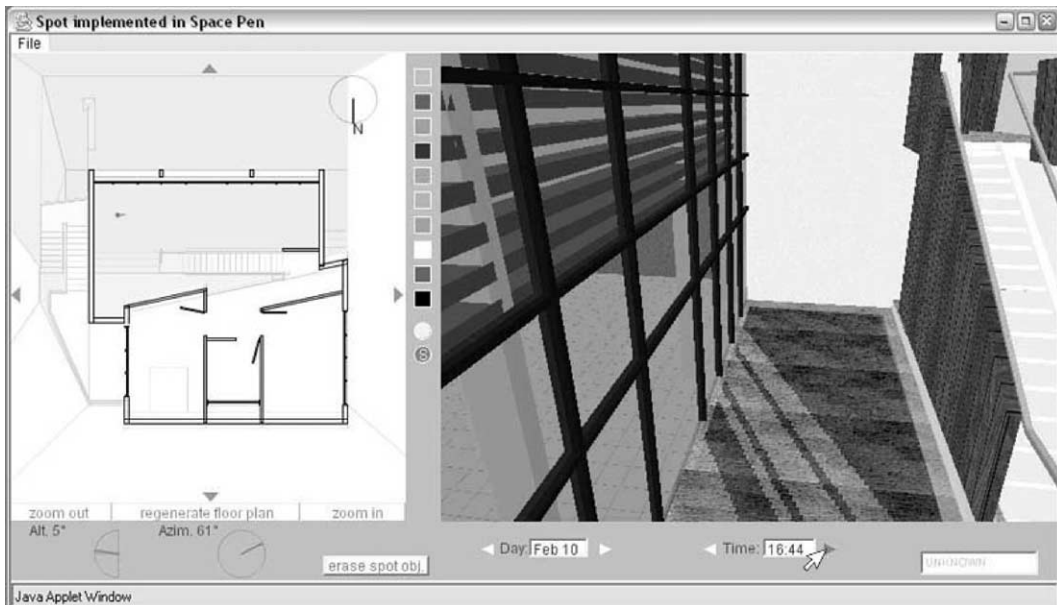 Spot implemented in Space Pen
File
N
S
zoom out regenerate floor plan zoom in
Alt. 5° Azim. 61°
erase spot obj.
Day: Feb 10 Time: 16:44
UNKNOWN
Java Applet Window